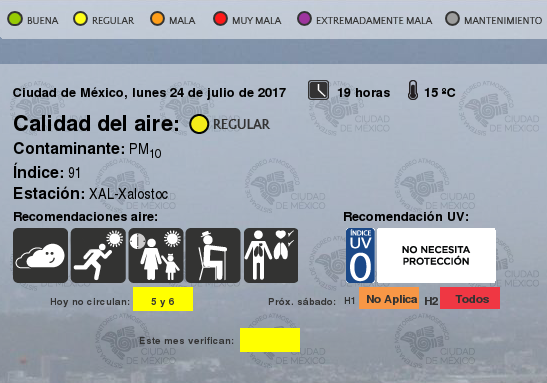 BUENA REGULAR MALA MUY MALA EXTREMADAMENTE MALA MANTENIMIENTO
Ciudad de México, lunes 24 de julio de 2017 19 horas 15 ºC
Calidad del aire: REGULAR
Contaminante: PM10
Índice: 91
Estación: XAL-Xalostoc
Recomendaciones aire: Recomendación UV:
ÍNDICE
UV
0
NO NECESITA
PROTECCIÓN
Hoy no circulan: 5 y 6 Próx. sábado: H1 No Aplica H2 Todos
Este mes verifican:
CIUDAD
DE MÉXICO